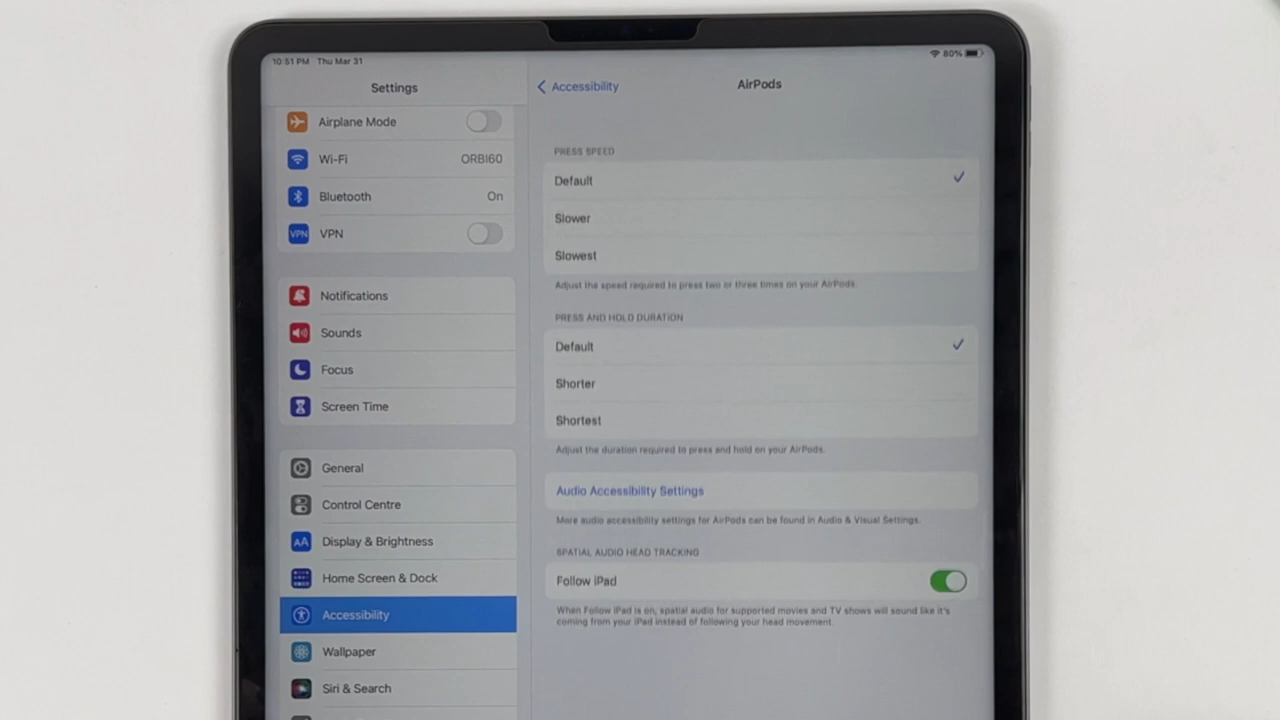 10:51 PM Thu Mar 31
80%
Settings
Airplane Mode
Wi-Fi ORBI60
Bluetooth On
VPN VPN
Notifications
Sounds
Focus
Screen Time
General
Control Centre
AA Display & Brightness
Home Screen & Dock
Accessibility
Wallpaper
Siri & Search
Accessibility
AirPods
PRESS SPEED
Default
Slower
Slowest
Adjust the speed required to press two or three times on your AirPods.
PRESS AND HOLD DURATION
Default
Shorter
Shortest
Adjust the duration required to press and hold on your AirPods.
Audio Accessibility Settings
More audio accessibility settings for AirPods can be found in Audio & Visual Settings.
SPATIAL AUDIO HEAD TRACKING
Follow iPad
When Follow iPad is on, spatial audio for supported movies and TV shows will sound like it's
coming from your iPad instead of following your head movement.